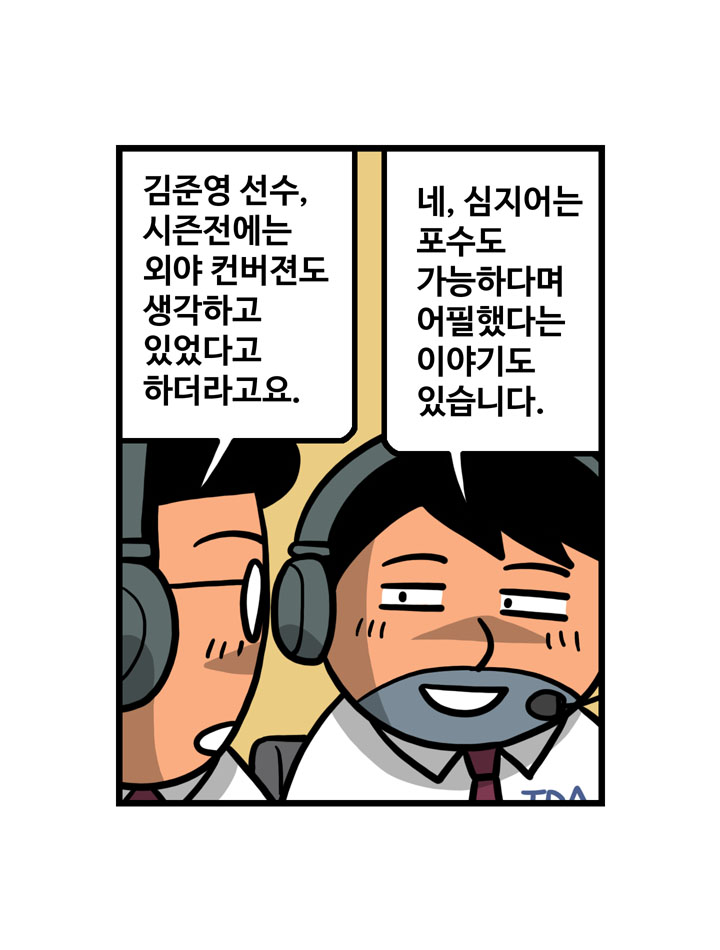 김준영 선수,
시즌전에는
외야 컨버젼도
생각하고
있었다고
하더라고요.
네, 심지어는
포수도
가능하다며
어필했다는
이야기도
있습니다.